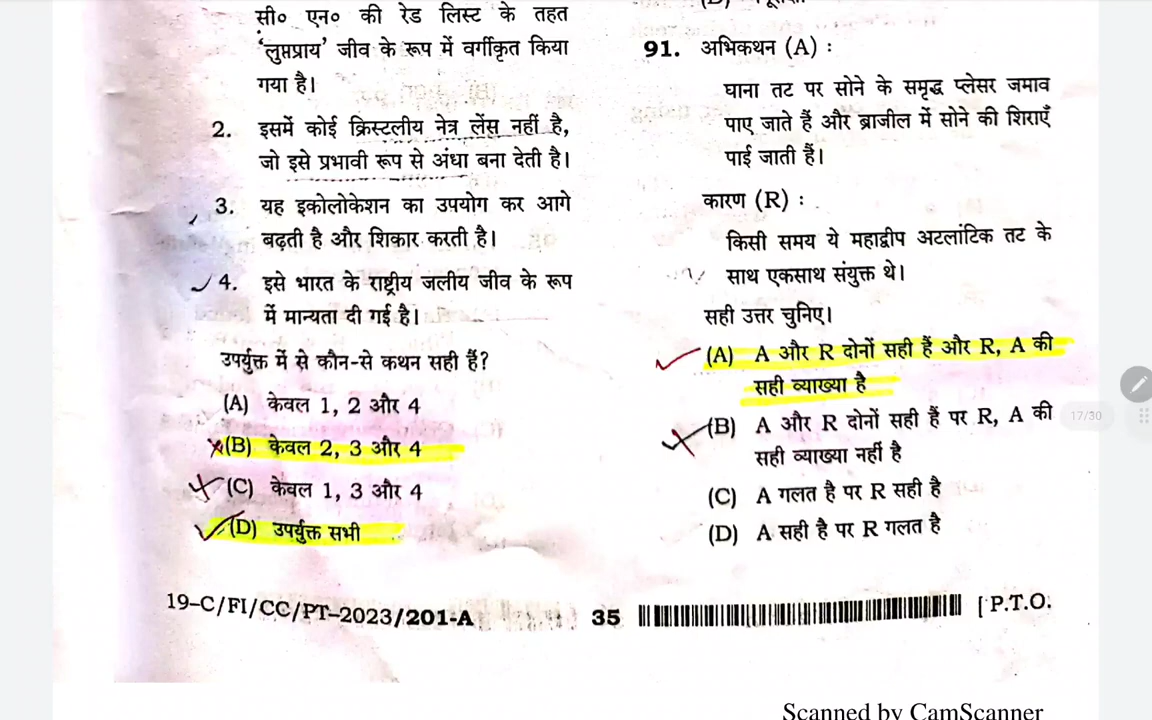 सी० एन० की रेड लिस्ट के तहत
‘लुप्तप्राय’ जीव के रूप में वर्गीकृत किया
गया है।
2. इसमें कोई क्रिस्टलीय नेत्र लेंस नहीं है,
जो इसे प्रभावी रूप से अंधा बना देती है।
3. यह इकोलोकेशन का उपयोग कर आगे
बढ़ती है और शिकार करती है।
4. इसे भारत के राष्ट्रीय जलीय जीव के रूप
में मान्यता दी गई है।
उपर्युक्त में से कौन-से कथन सही हैं?
(A) केवल 1, 2 और 4
(B) केवल 2, 3 और 4
(C) केवल 1, 3 और 4
(D) उपर्युक्त सभी
91. अभिकथन (A) :
घाना तट पर सोने के समृद्ध प्लेसर जमाव
पाए जाते हैं और ब्राजील में सोने की शिराएँ
पाई जाती हैं।
कारण (R) :
किसी समय ये महाद्वीप अटलांटिक तट के
साथ एकसाथ संयुक्त थे।
सही उत्तर चुनिए।
(A) A और R दोनों सही हैं और R, A की
सही व्याख्या है
(B) A और R दोनों सही हैं पर R, A की
सही व्याख्या नहीं है
(C) A गलत है पर R सही है
(D) A सही है पर R गलत है
17/30
19–C/FI/CC/PT–2023/201-A 35 [ P.T.O.
Scanned by CamScanner